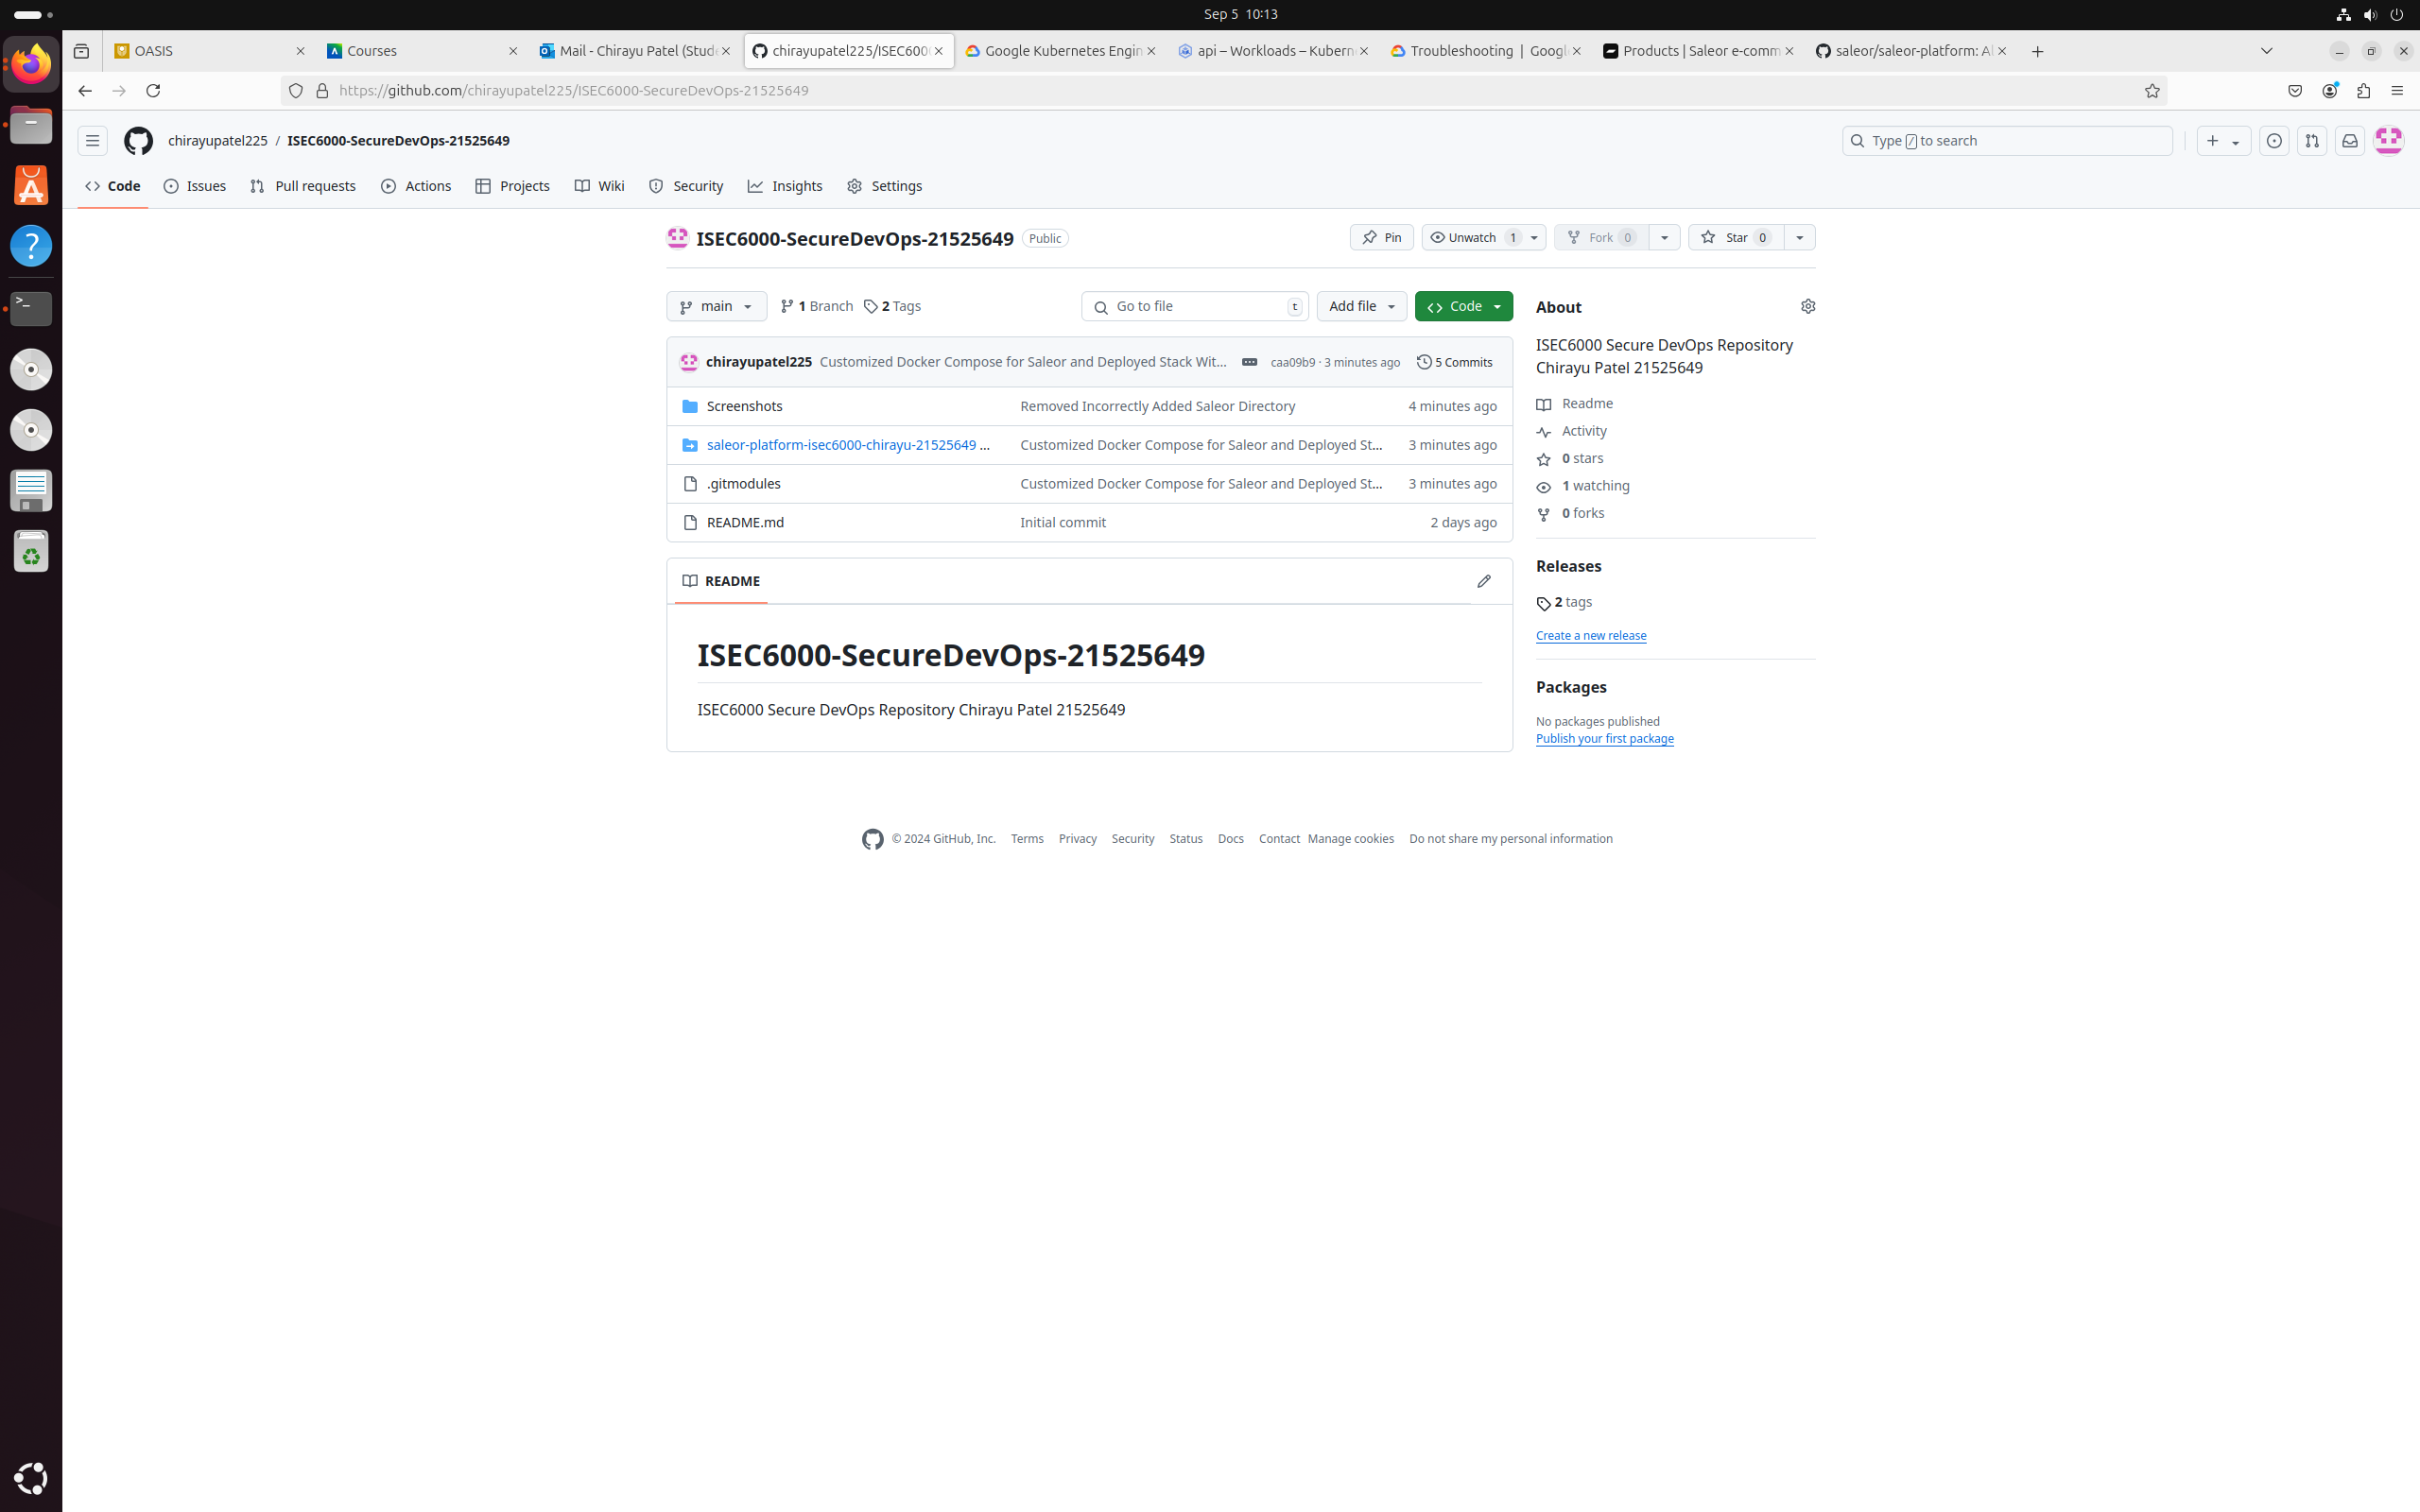 Sep 5 10:13
OASIS
Courses
Mail - Chirayu Patel (Stude
chirayupatel225/ISEC600
Google Kubernetes Engin
api – Workloads – Kubern
Troubleshooting | Googl
Products | Saleor e-comm
saleor/saleor-platform: Al
https://github.com/chirayupatel225/ISEC6000-SecureDevOps-21525649
chirayupatel225 / ISEC6000-SecureDevOps-21525649
Type / to search
Code Issues Pull requests Actions Projects Wiki Security Insights Settings
ISEC6000-SecureDevOps-21525649 Public
Pin Unwatch 1 Fork 0 Star 0
main 1 Branch 2 Tags Go to file t Add file Code
chirayupatel225 Customized Docker Compose for Saleor and Deployed Stack Wit... caa09b9 · 3 minutes ago 5 Commits
Screenshots Removed Incorrectly Added Saleor Directory 4 minutes ago
saleor-platform-isec6000-chirayu-21525649 ... Customized Docker Compose for Saleor and Deployed St... 3 minutes ago
.gitmodules Customized Docker Compose for Saleor and Deployed St... 3 minutes ago
README.md Initial commit 2 days ago
README
ISEC6000-SecureDevOps-21525649
ISEC6000 Secure DevOps Repository Chirayu Patel 21525649
About
ISEC6000 Secure DevOps Repository
Chirayu Patel 21525649
Readme
Activity
0 stars
1 watching
0 forks
Releases
2 tags
Create a new release
Packages
No packages published
Publish your first package
© 2024 GitHub, Inc. Terms Privacy Security Status Docs Contact Manage cookies Do not share my personal information